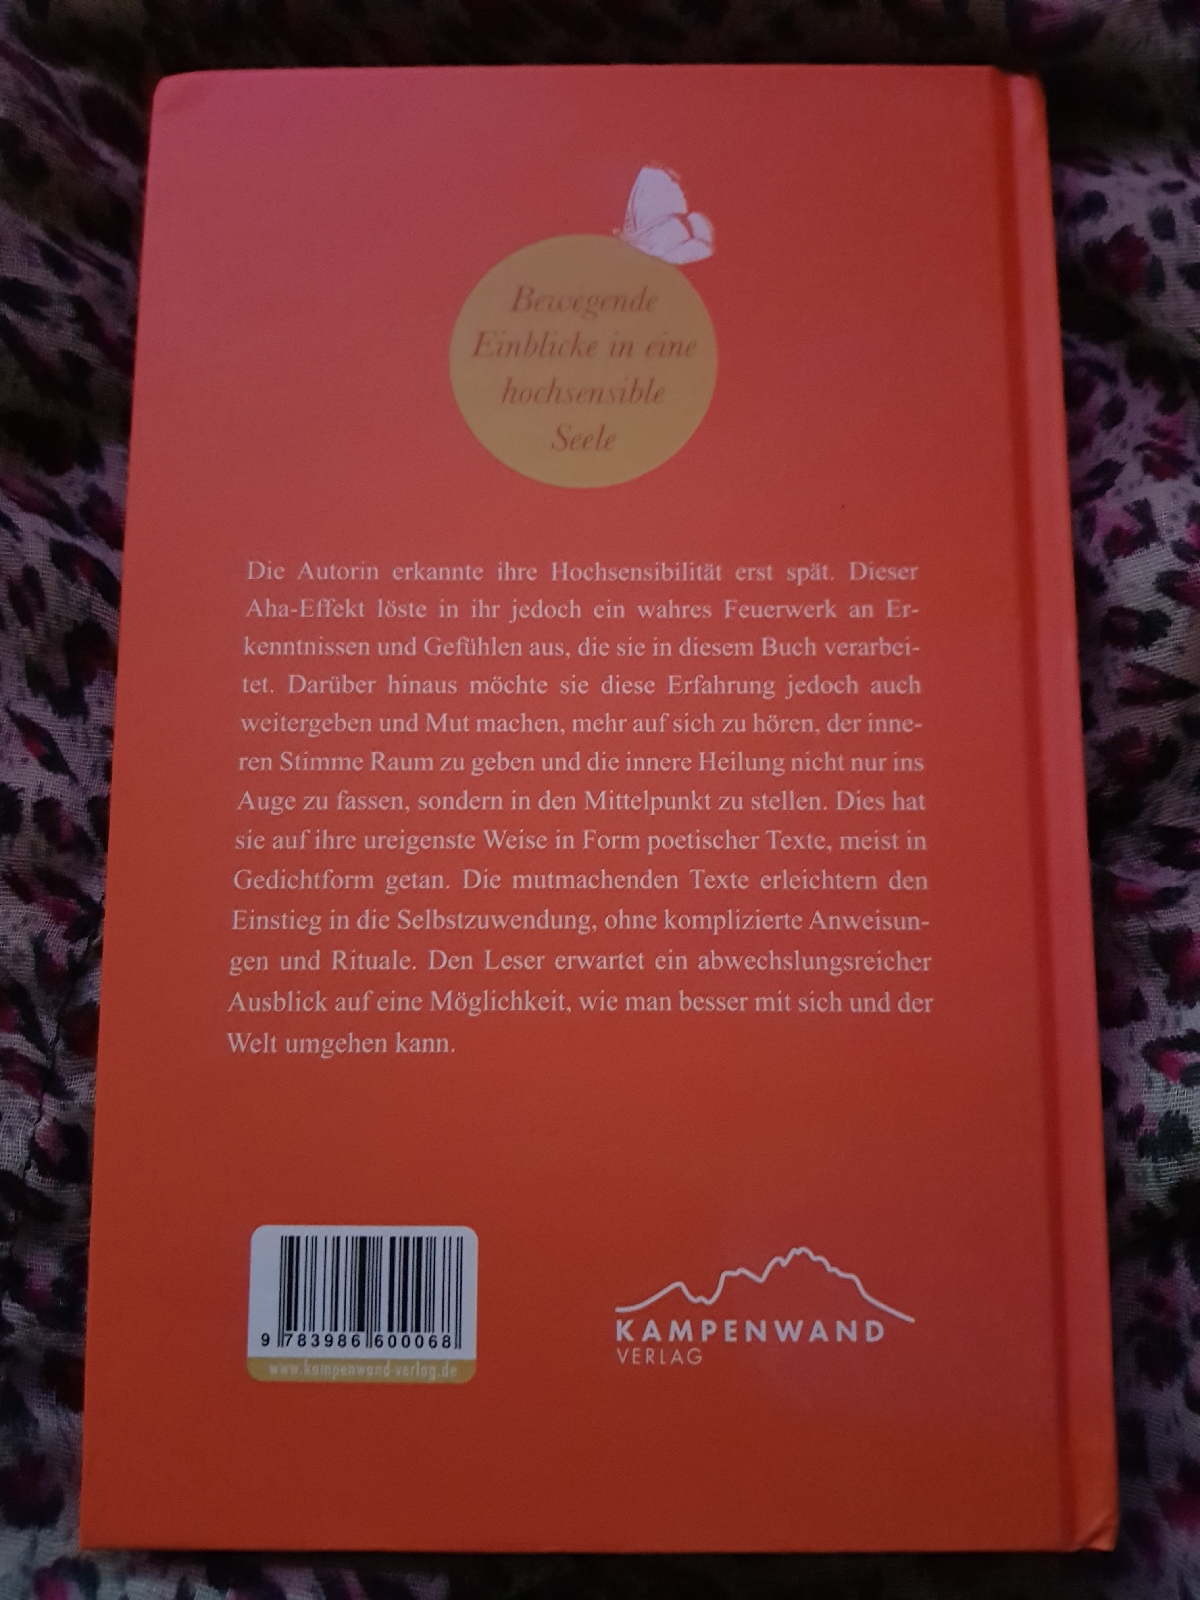 Bewegende
Einblicke in eine
hochsensible
Seele
Die Autorin erkannte ihre Hochsensibilität erst spät. Dieser
Aha-Effekt löste in ihr jedoch ein wahres Feuerwerk an Er-
kenntnissen und Gefühlen aus, die sie in diesem Buch verarbei-
tet. Darüber hinaus möchte sie diese Erfahrung jedoch auch
weitergeben und Mut machen, mehr auf sich zu hören, der inne-
ren Stimme Raum zu geben und die innere Heilung nicht nur ins
Auge zu fassen, sondern in den Mittelpunkt zu stellen. Dies hat
sie auf ihre ureigenste Weise in Form poetischer Texte, meist in
Gedichtform getan. Die mutmachenden Texte erleichtern den
Einstieg in die Selbstzuwendung, ohne komplizierte Anweisun-
gen und Rituale. Den Leser erwartet ein abwechslungsreicher
Ausblick auf eine Möglichkeit, wie man besser mit sich und der
Welt umgehen kann.
9 783986 600068
www.kampenwand-verlag.de
KAMPENWAND
VERLAG